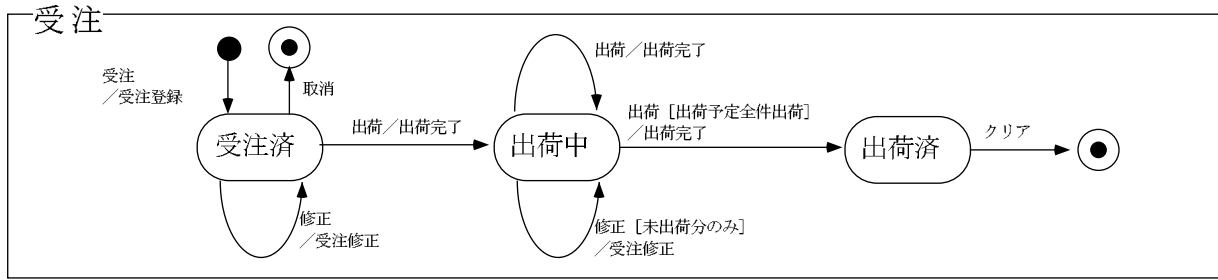 受注
受注
／受注登録
取消
受注済
出荷／出荷完了
修正
／受注修正
出荷／出荷完了
出荷中
出荷［出荷予定全件出荷］
／出荷完了
修正［未出荷分のみ］
／受注修正
出荷済
クリア